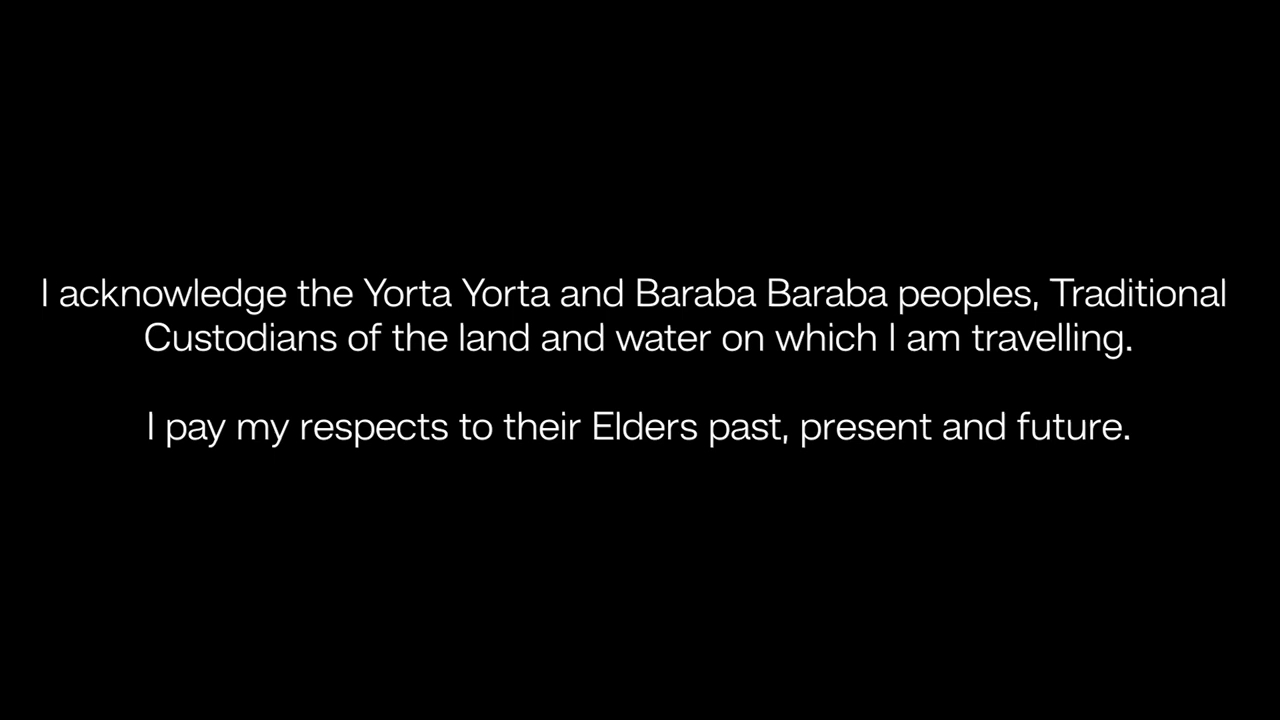 I acknowledge the Yorta Yorta and Baraba Baraba peoples, Traditional
Custodians of the land and water on which I am travelling.
I pay my respects to their Elders past, present and future.